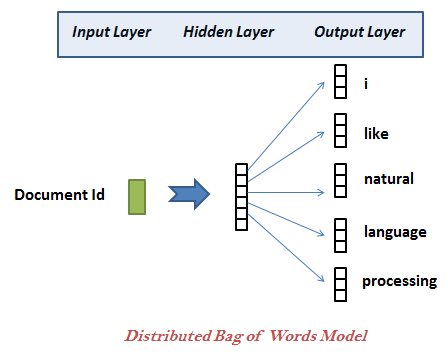 Input Layer Hidden Layer Output Layer
i
like
natural
Document Id
language
processing
Distributed Bag of Words Model